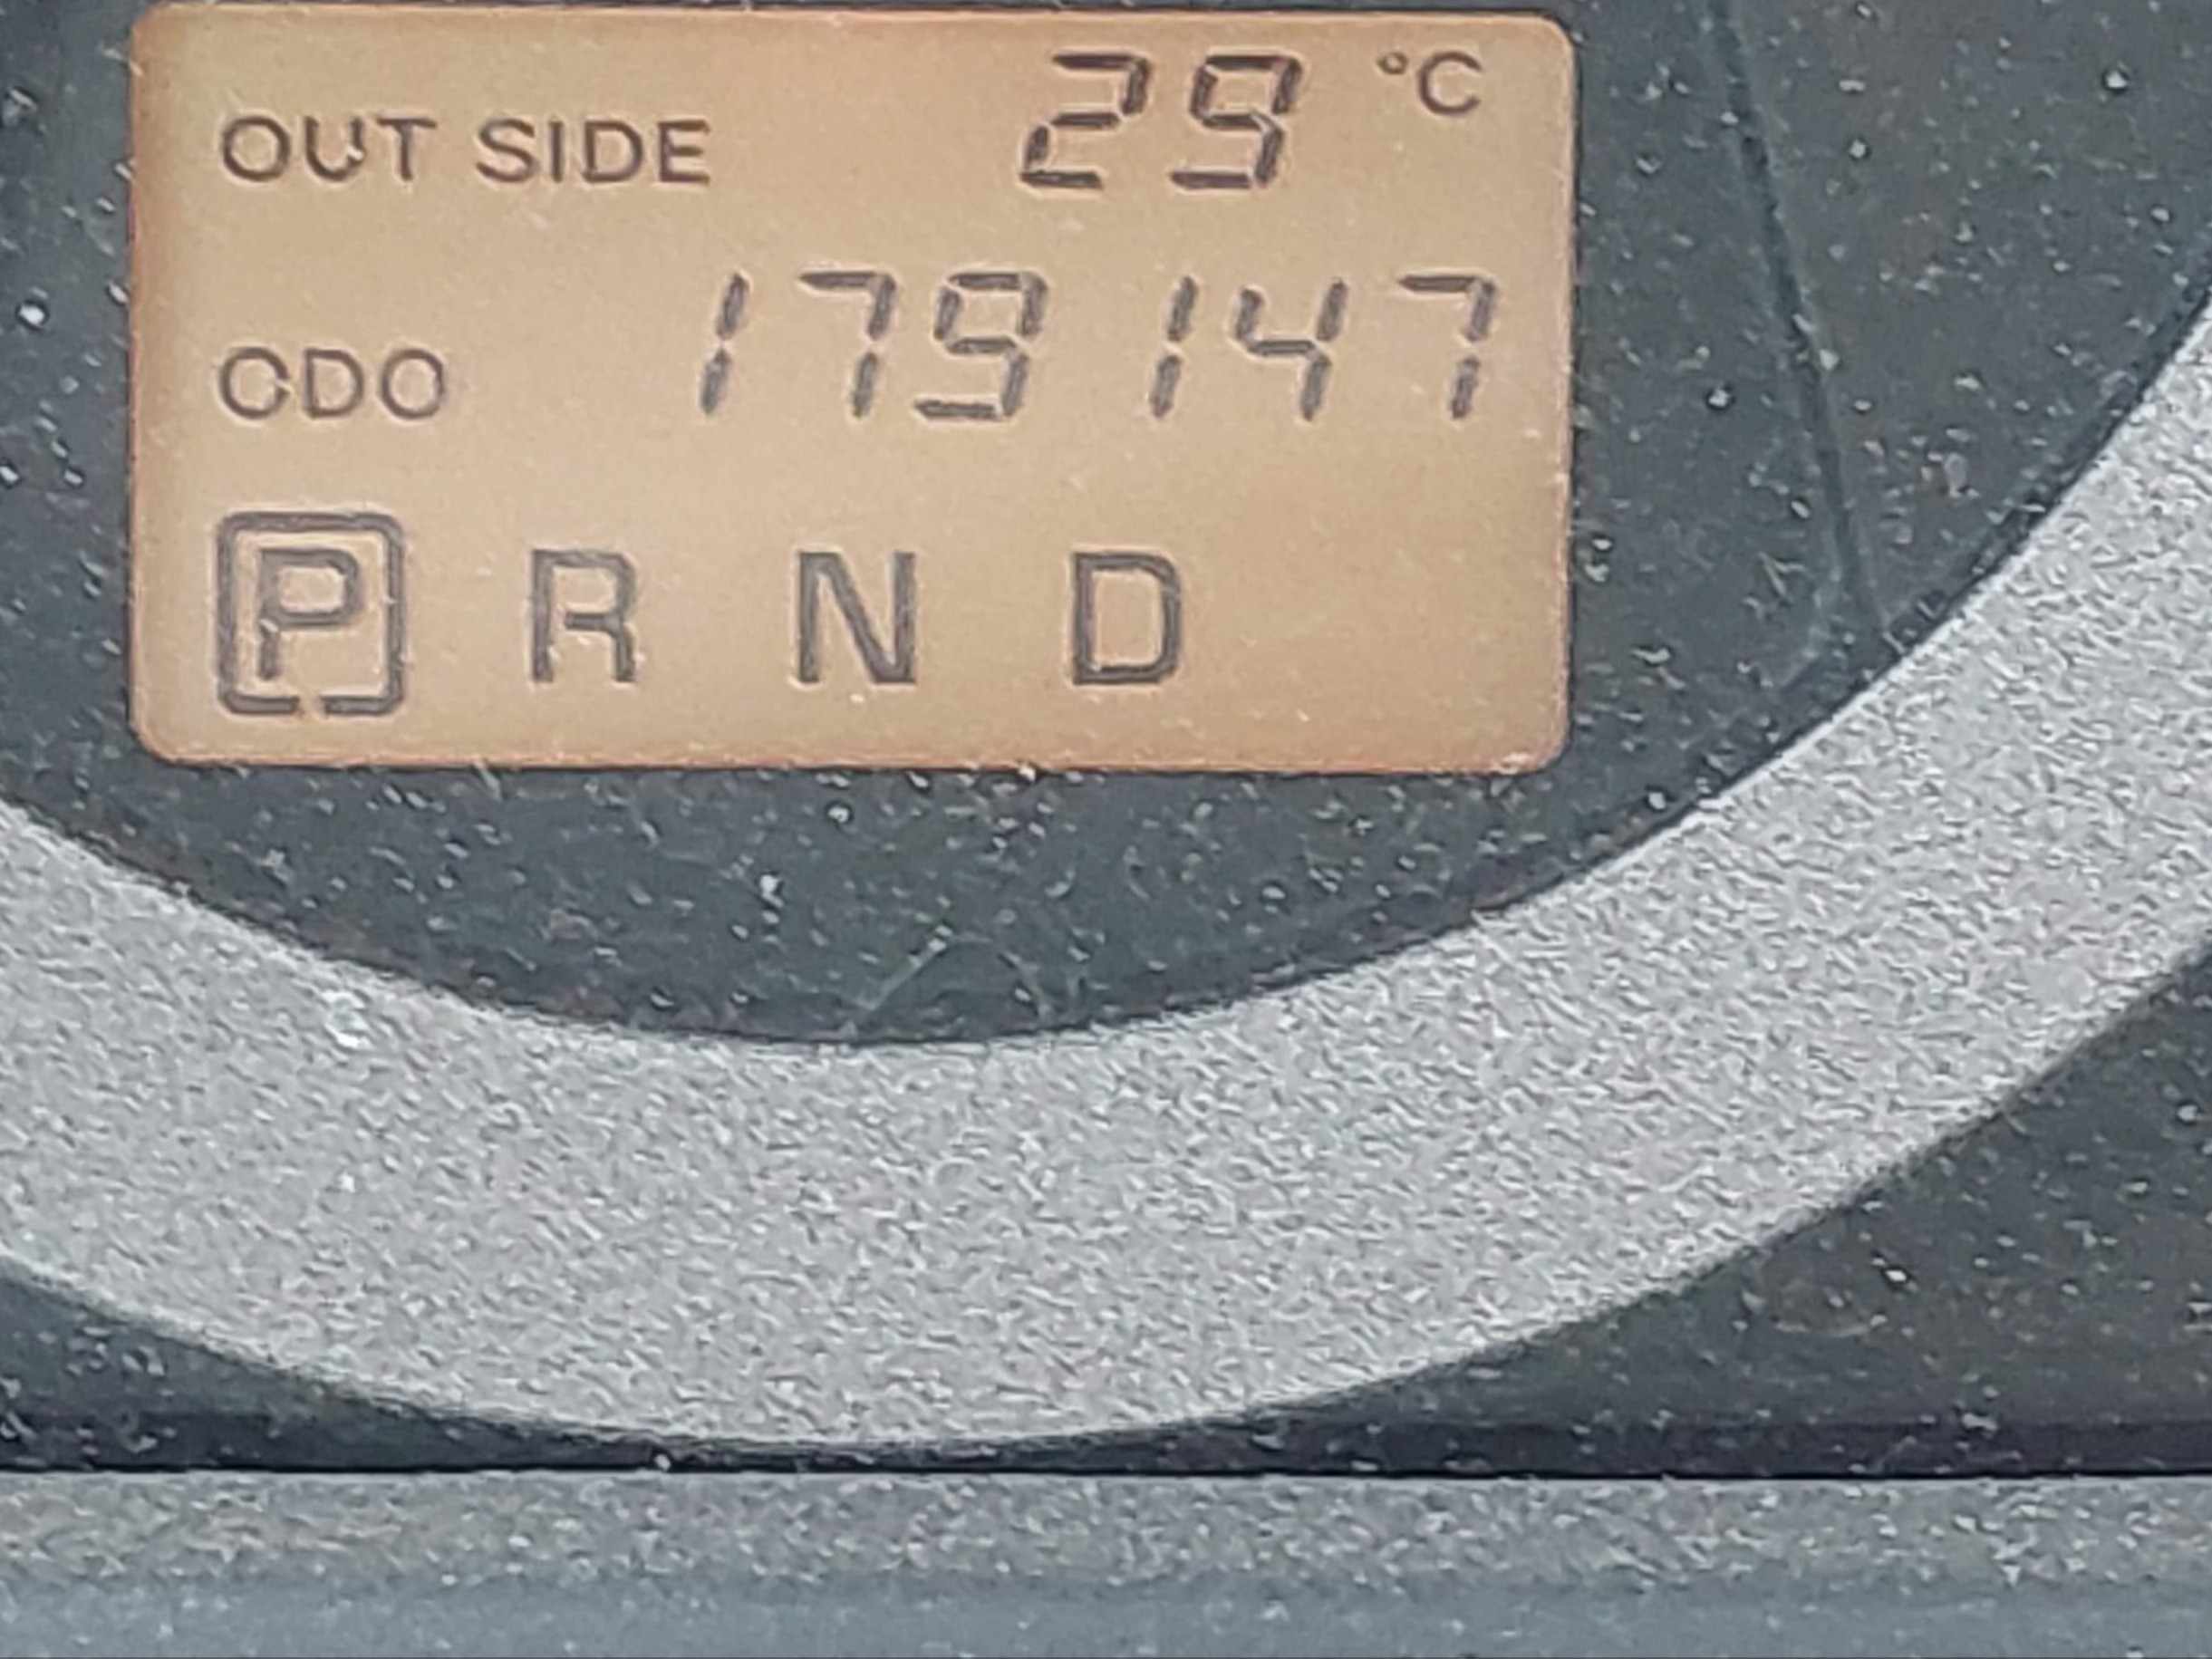 OUT SIDE 29 °C
ODO 179147
P R N D